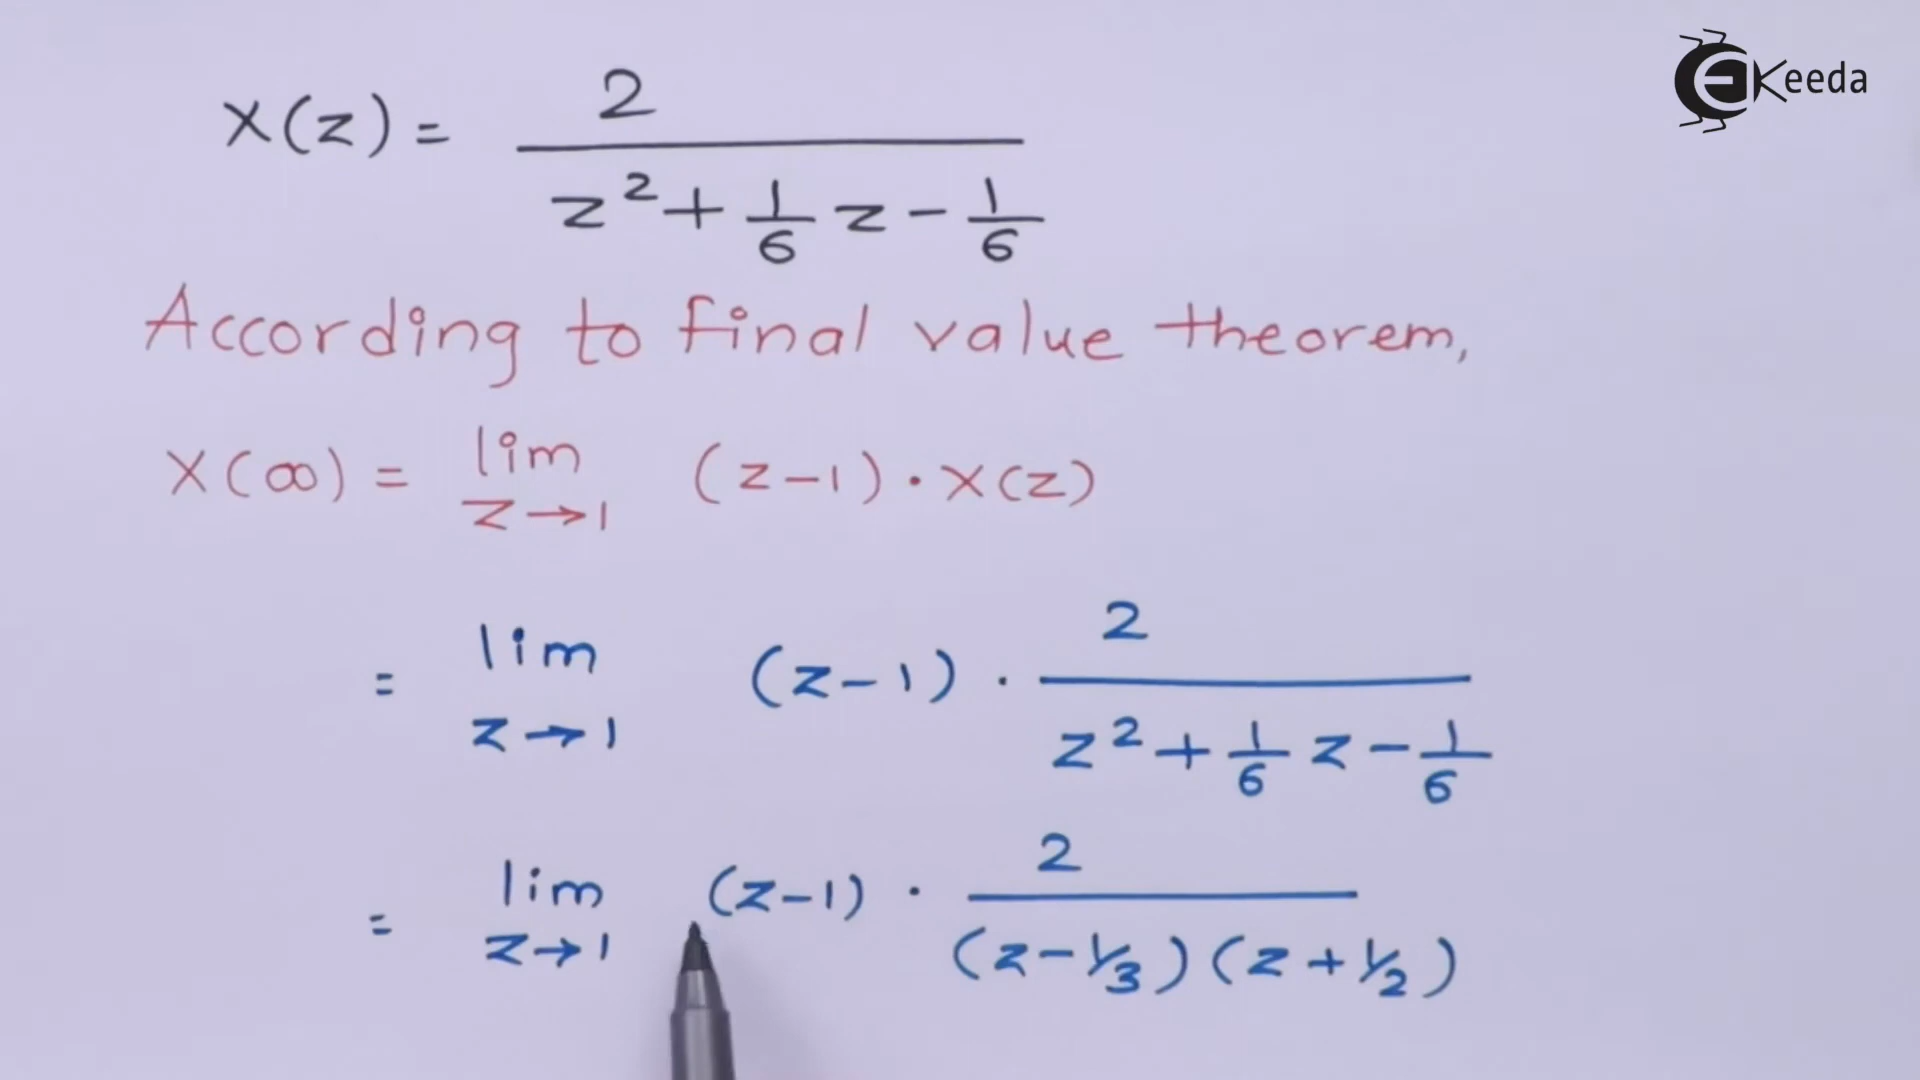 EKeeda
X(z) = 2 / (z² + 1/6 z - 1/6)
According to final value theorem,
X(∞) = lim z→1 (z-1) · X(z)
= lim z→1 (z-1) · 2 / (z² + 1/6 z - 1/6)
= lim z→1 (z-1) · 2 / ((z - 1/3)(z + 1/2))